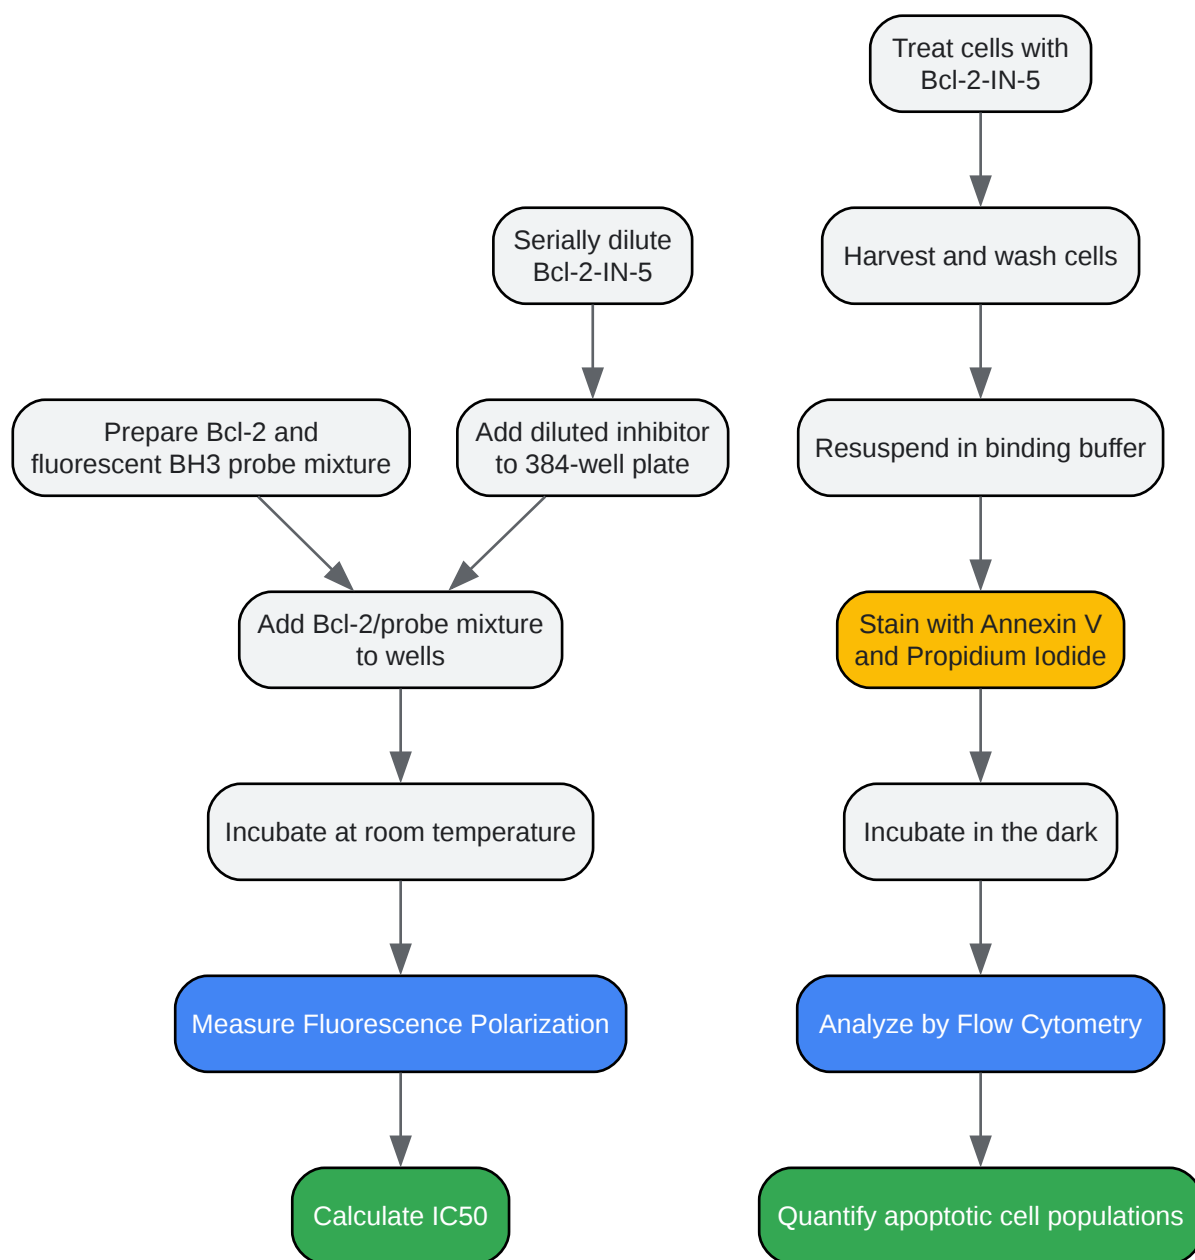 Treat cells with
Bcl-2-IN-5
Serially dilute
Bcl-2-IN-5
Harvest and wash cells
Prepare Bcl-2 and
fluorescent BH3 probe mixture
Add diluted inhibitor
to 384-well plate
Resuspend in binding buffer
Add Bcl-2/probe mixture
to wells
Stain with Annexin V
and Propidium Iodide
Incubate at room temperature
Incubate in the dark
Measure Fluorescence Polarization
Analyze by Flow Cytometry
Calculate IC50
Quantify apoptotic cell populations